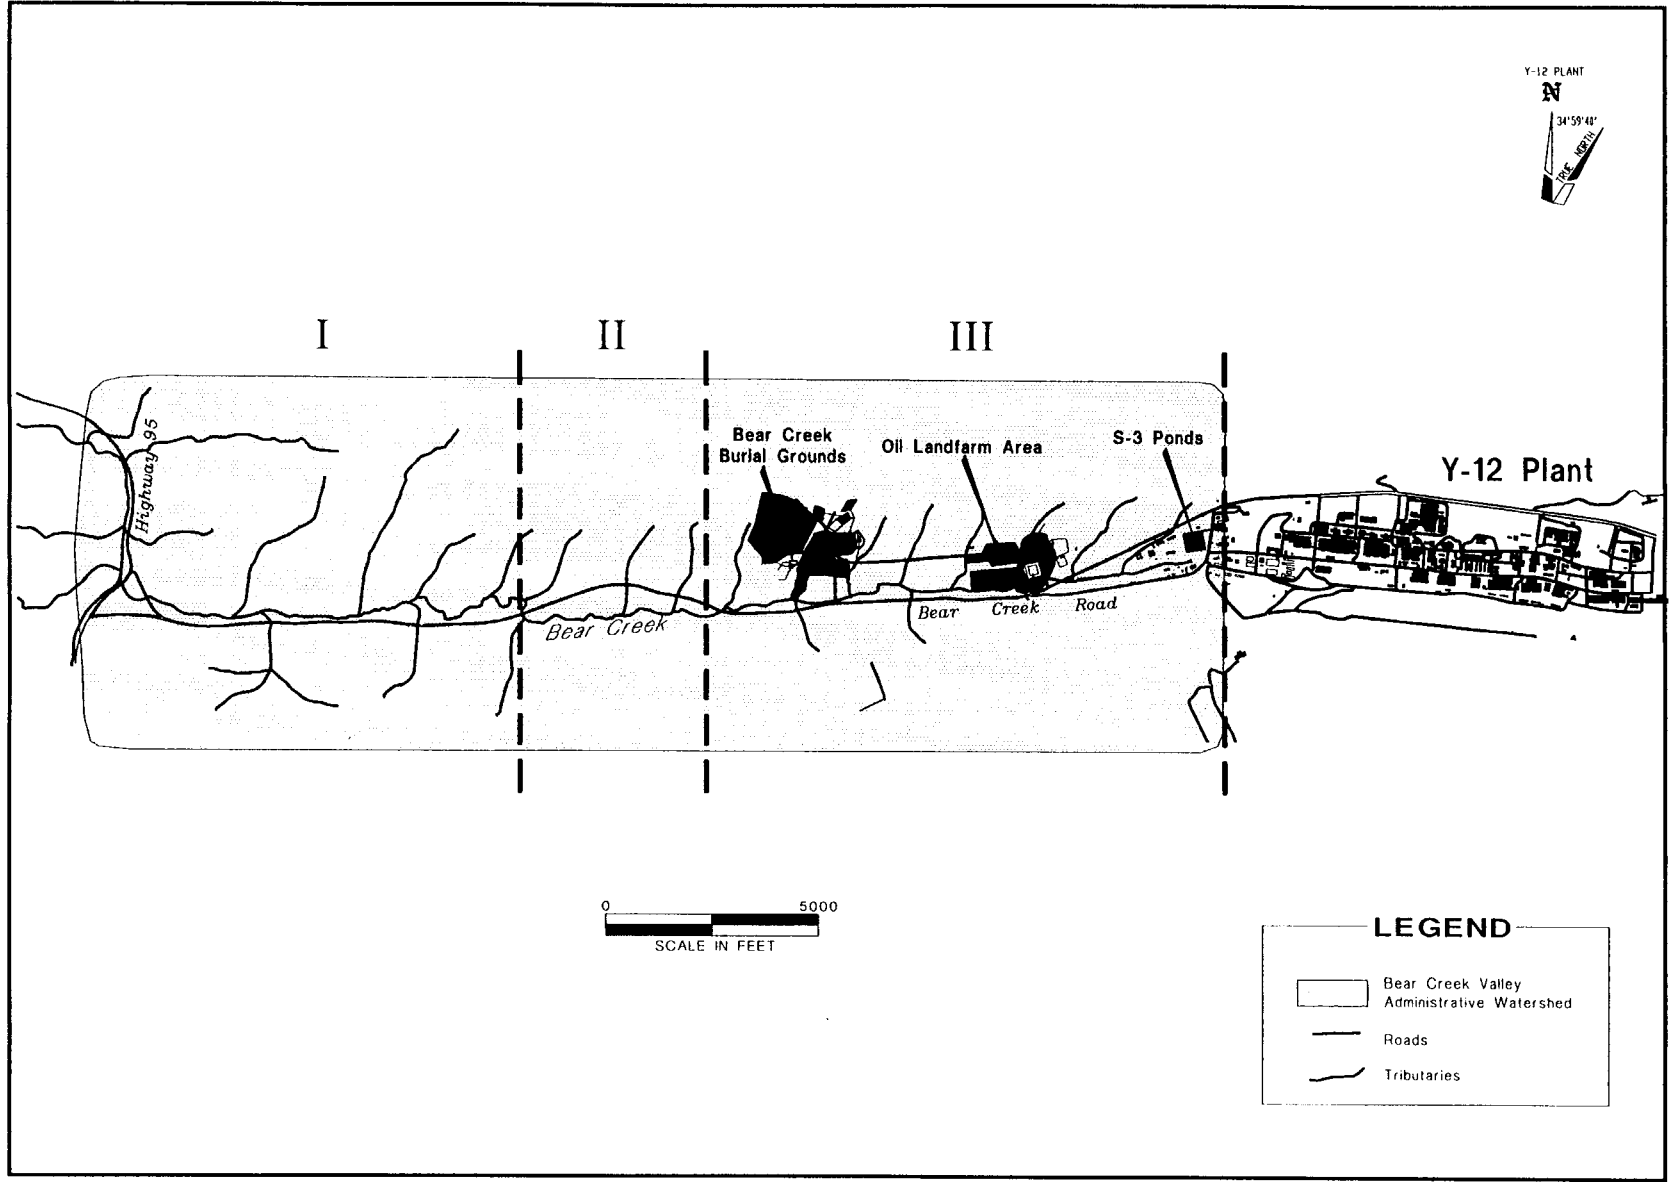 Y-12 PLANT
N
34°59'40"
TRUE NORTH
I
II
III
Highway 95
Bear Creek
Burial Grounds
Oil Landfarm Area
S-3 Ponds
Y-12 Plant
Bear Creek Road
Bear Creek
0 5000
SCALE IN FEET
LEGEND
Bear Creek Valley
Administrative Watershed
Roads
Tributaries